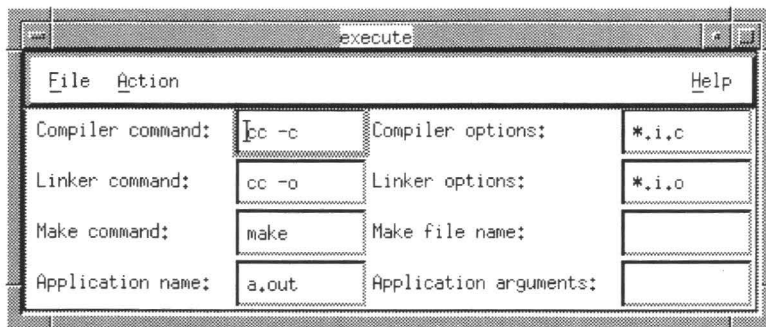 execute
File Action Help
Compiler command: cc -c Compiler options: *.i.c
Linker command: cc -o Linker options: *.i.o
Make command: make Make file name:
Application name: a.out Application arguments: